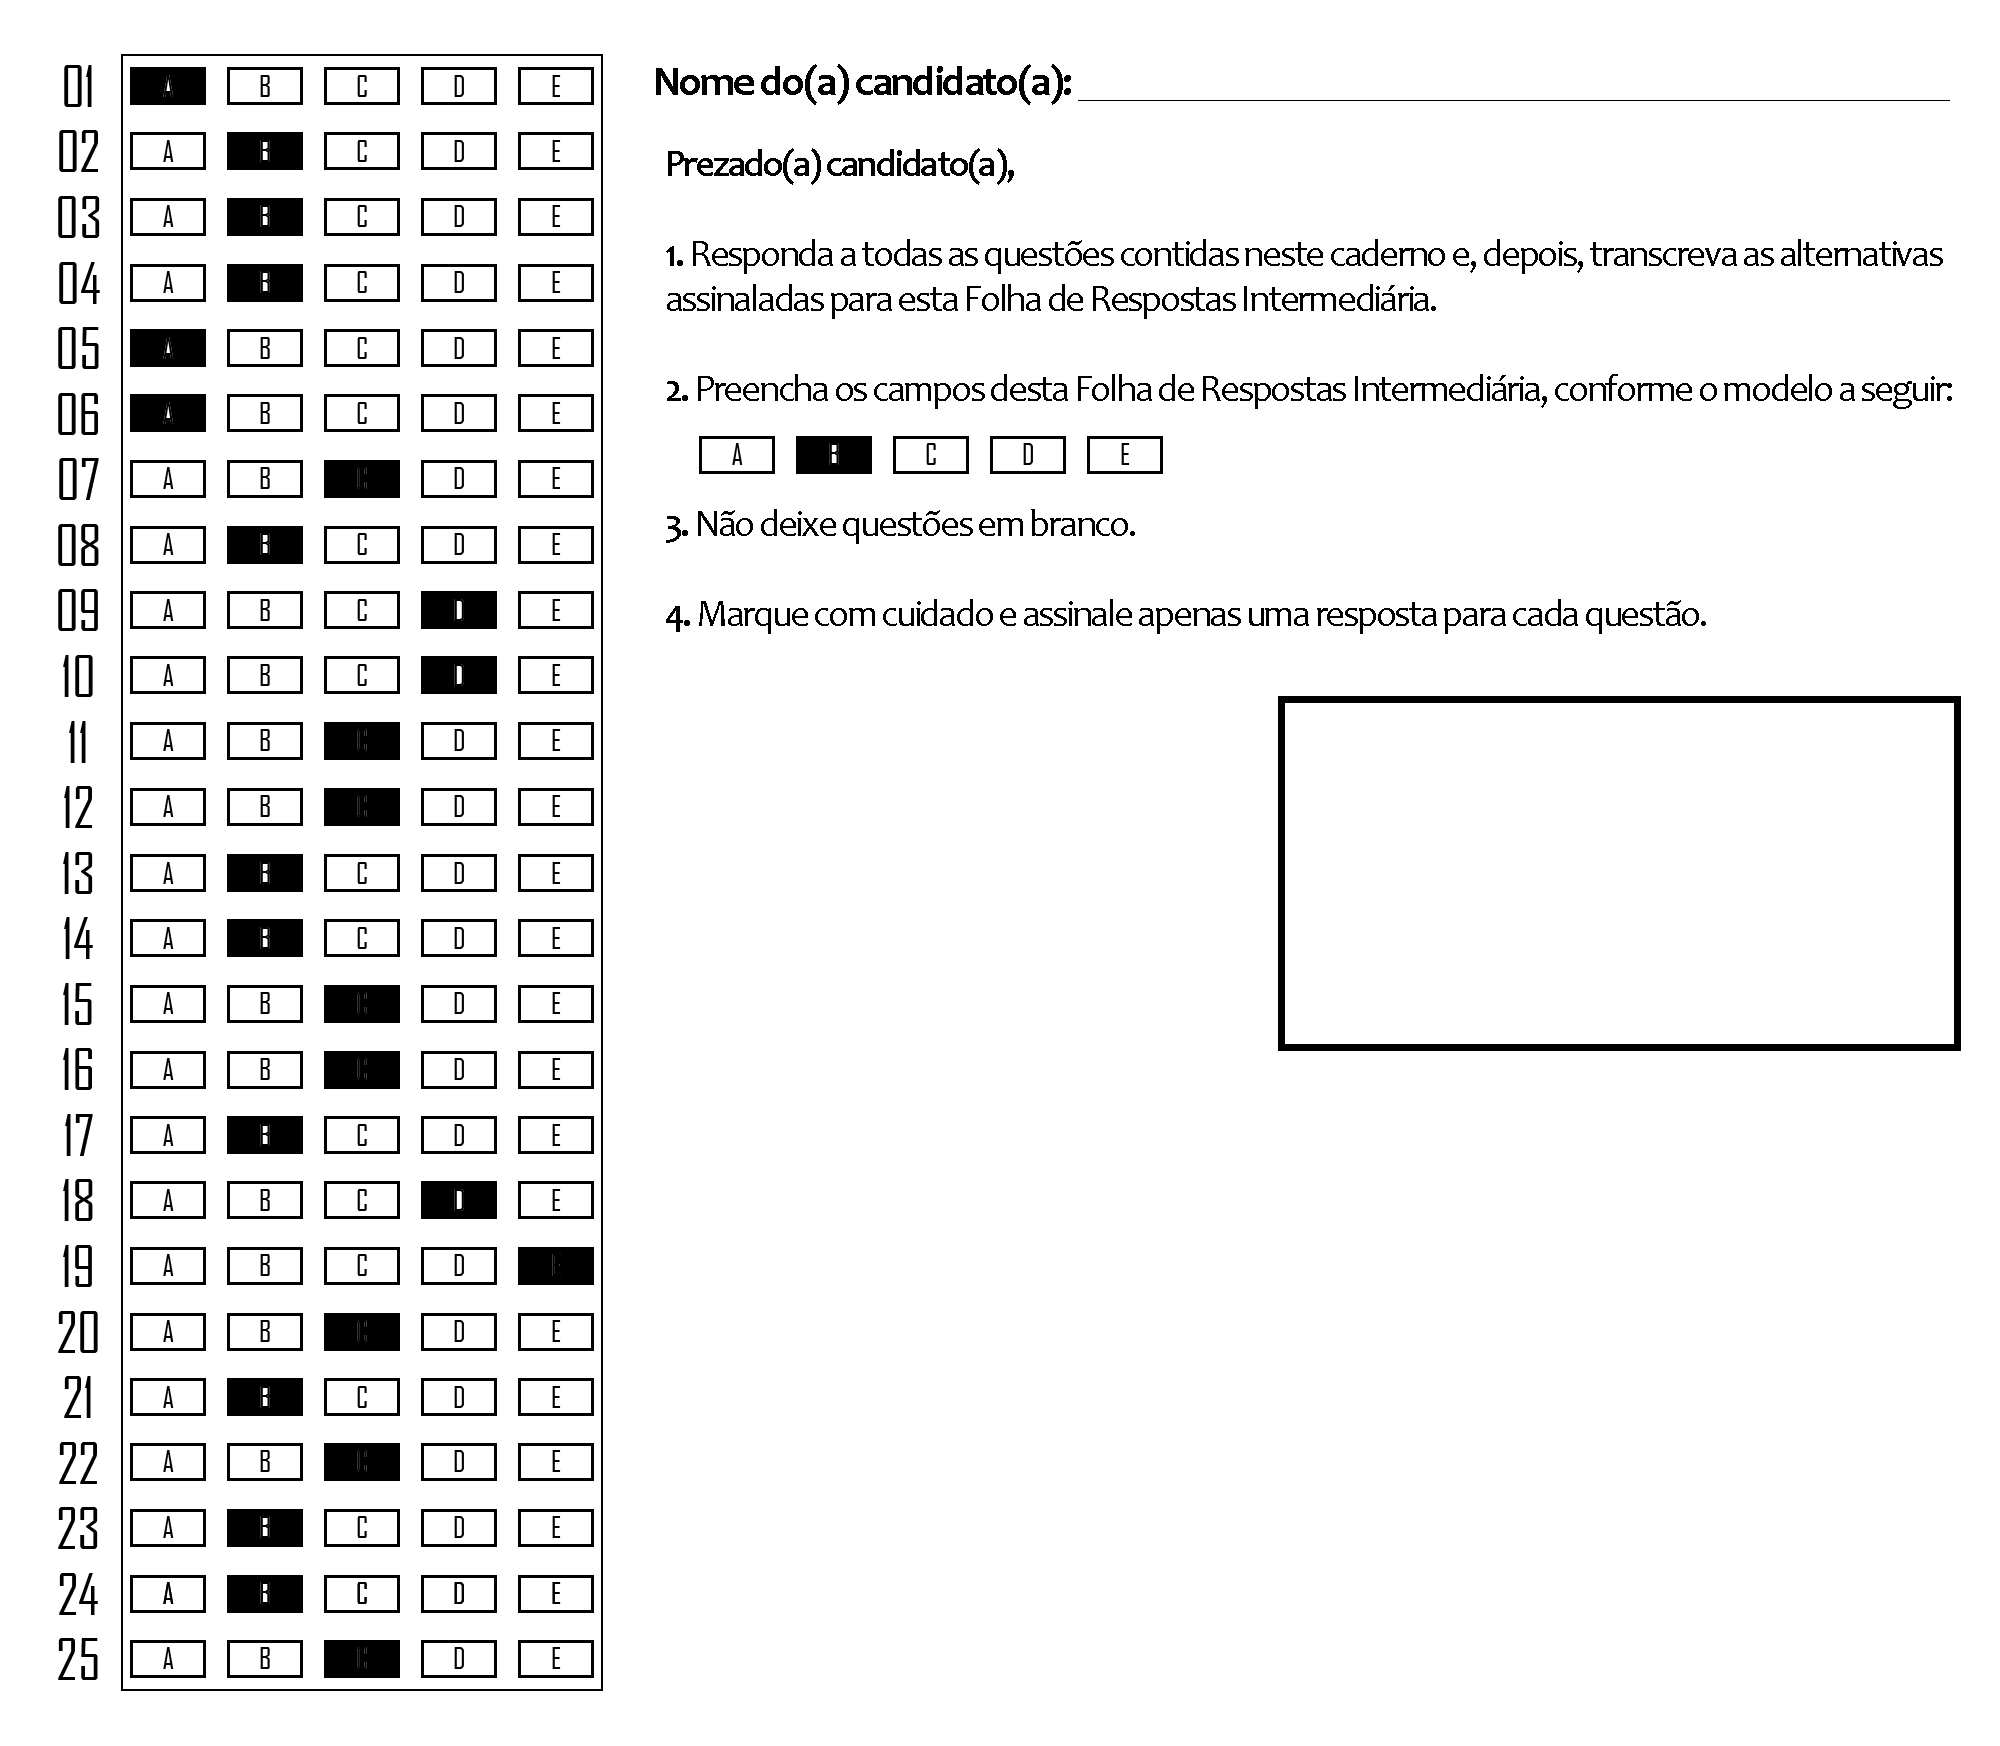 01 A B C D E
02 A B C D E
03 A B C D E
04 A B C D E
05 A B C D E
06 A B C D E
07 A B C D E
08 A B C D E
09 A B C D E
10 A B C D E
11 A B C D E
12 A B C D E
13 A B C D E
14 A B C D E
15 A B C D E
16 A B C D E
17 A B C D E
18 A B C D E
19 A B C D E
20 A B C D E
21 A B C D E
22 A B C D E
23 A B C D E
24 A B C D E
25 A B C D E
Nome do(a) candidato(a):
Prezado(a) candidato(a),
1. Responda a todas as questões contidas neste caderno e, depois, transcreva as alternativas
assinaladas para esta Folha de Respostas Intermediária.
2. Preencha os campos desta Folha de Respostas Intermediária, conforme o modelo a seguir:
A B C D E
3. Não deixe questões em branco.
4. Marque com cuidado e assinale apenas uma resposta para cada questão.